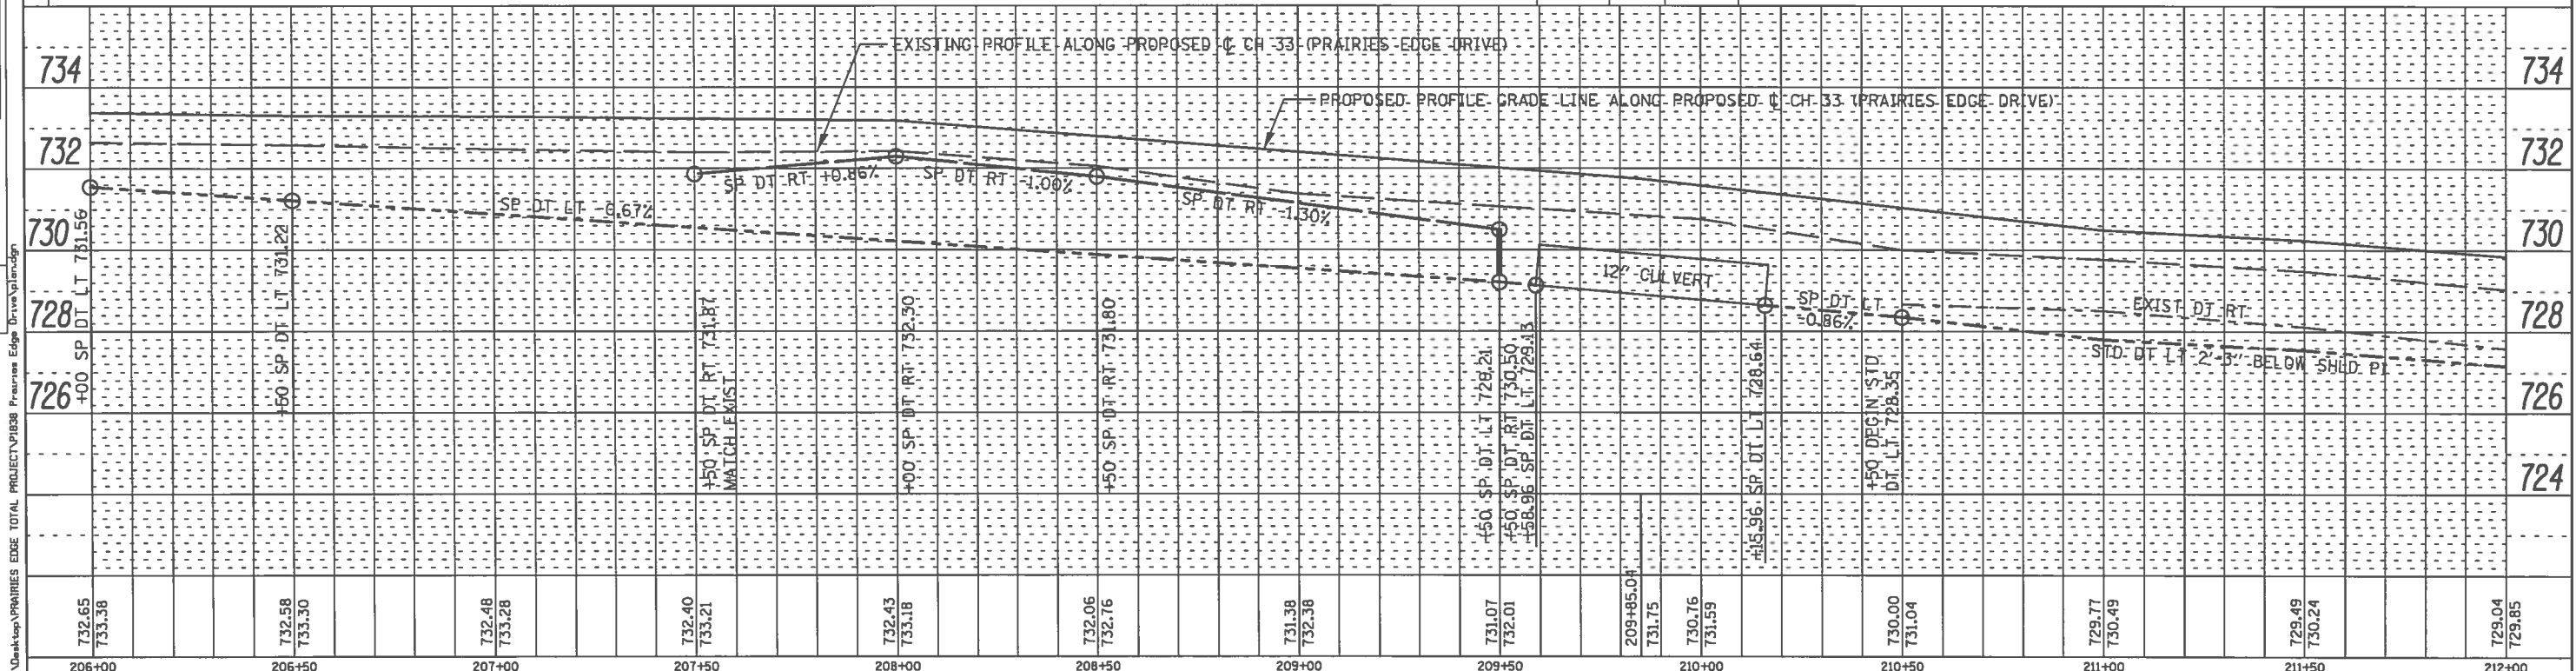 EXISTING PROFILE ALONG PROPOSED ℄ CH 33 (PRAIRIES EDGE DRIVE)
734
734
PROPOSED PROFILE GRADE LINE ALONG PROPOSED ℄ CH 33 (PRAIRIES EDGE DRIVE)
732
732
SP DT RT +0.86%
SP DT RT -1.00%
SP DT RT -1.30%
SP DT LT -0.67%
730
730
12" CULVERT
SP DT LT
-0.86%
EXIST DT RT
728
728
STD DT LT 2'-3" BELOW SHLD PI
726
726
724
+00 SP DT LT 731.56
+50 SP DT LT 731.22
+50 SP DT RT 731.87
MATCH EXIST
+00 SP DT RT 732.30
+50 SP DT RT 731.80
+50 SP DT LT 729.21
+50 SP DT RT 730.50
+58.96 SP DT LT 729.13
+15.96 SP DT LT 728.64
+50 BEGIN STD
DT LT 728.35
732.65
733.38
732.58
733.30
732.48
733.28
732.40
733.21
732.43
733.18
732.06
732.76
731.38
732.38
731.07
732.01
209+85.04
731.75
730.76
731.59
730.00
731.04
729.77
730.49
729.49
730.24
729.04
729.85
206+00
206+50
207+00
207+50
208+00
208+50
209+00
209+50
210+00
210+50
211+00
211+50
212+00
\Desktop\PRAIRIES EDGE TOTAL PROJECT\P1838 Prairies Edge Drive\plan.dgn